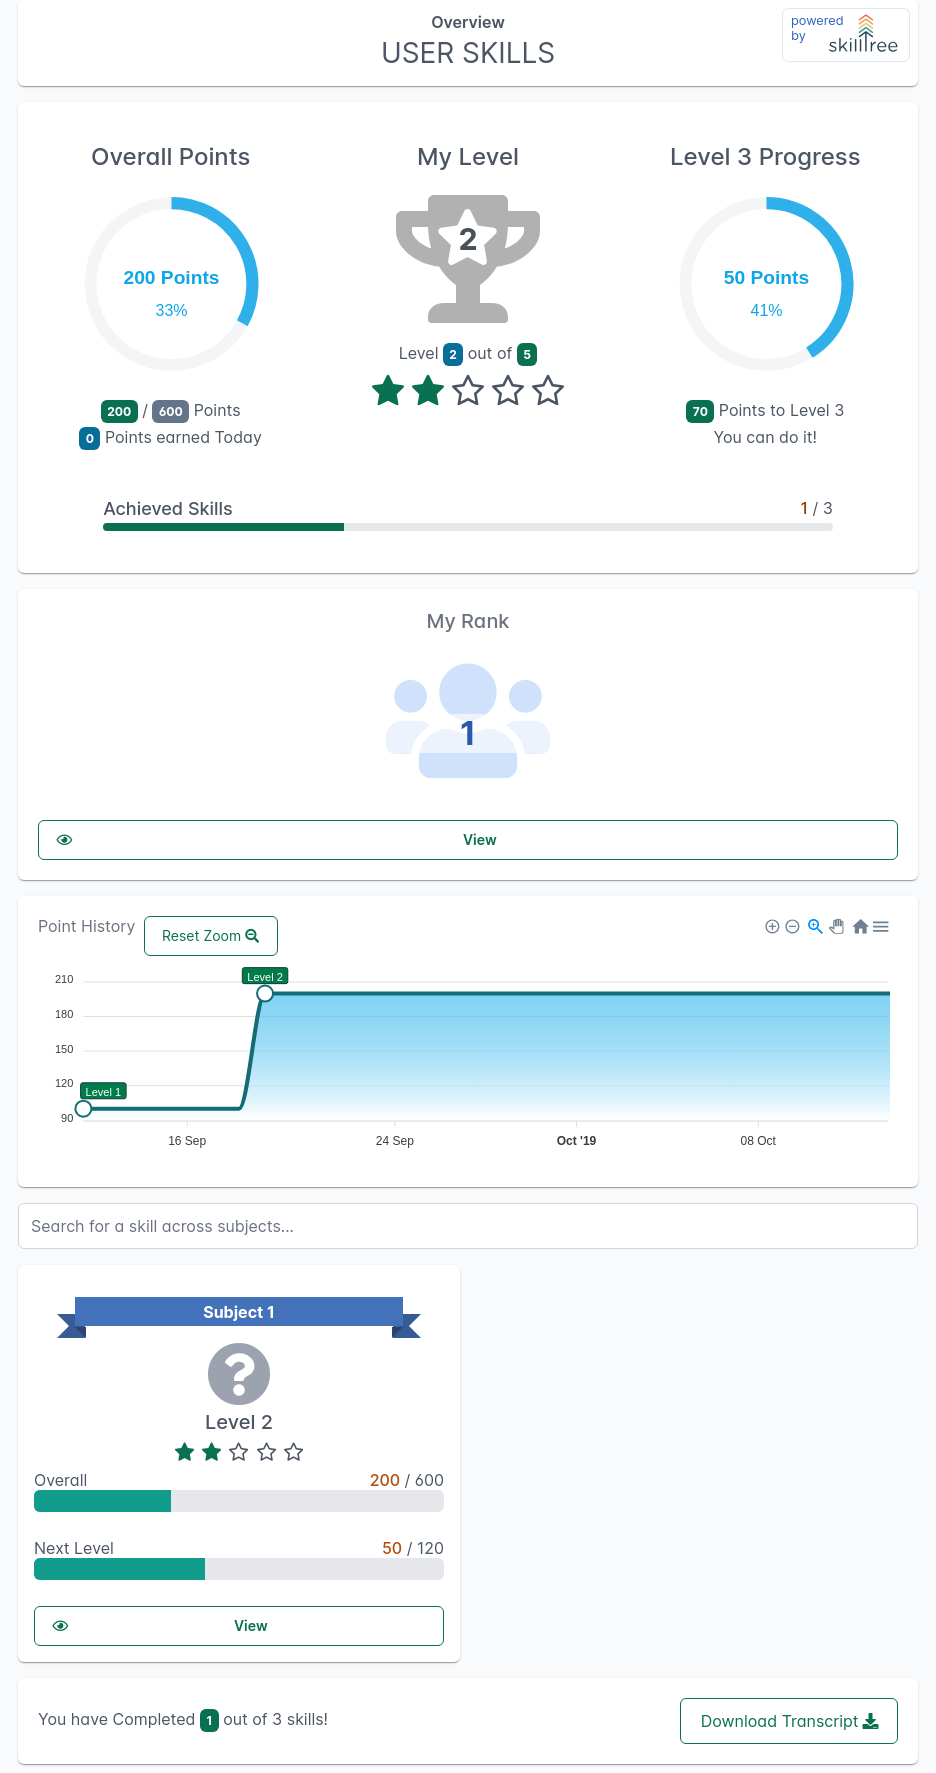 Overview
USER SKILLS
powered
by
skilltree
Overall Points
200 Points
33%
200 / 600 Points
0 Points earned Today
My Level
2
Level 2 out of 5
Level 3 Progress
50 Points
41%
70 Points to Level 3
You can do it!
Achieved Skills
1 / 3
My Rank
1
View
Point History
Reset Zoom
210
180
150
120
90
Level 1
Level 2
16 Sep
24 Sep
Oct '19
08 Oct
Search for a skill across subjects...
Subject 1
Level 2
Overall
200 / 600
Next Level
50 / 120
View
You have Completed 1 out of 3 skills!
Download Transcript